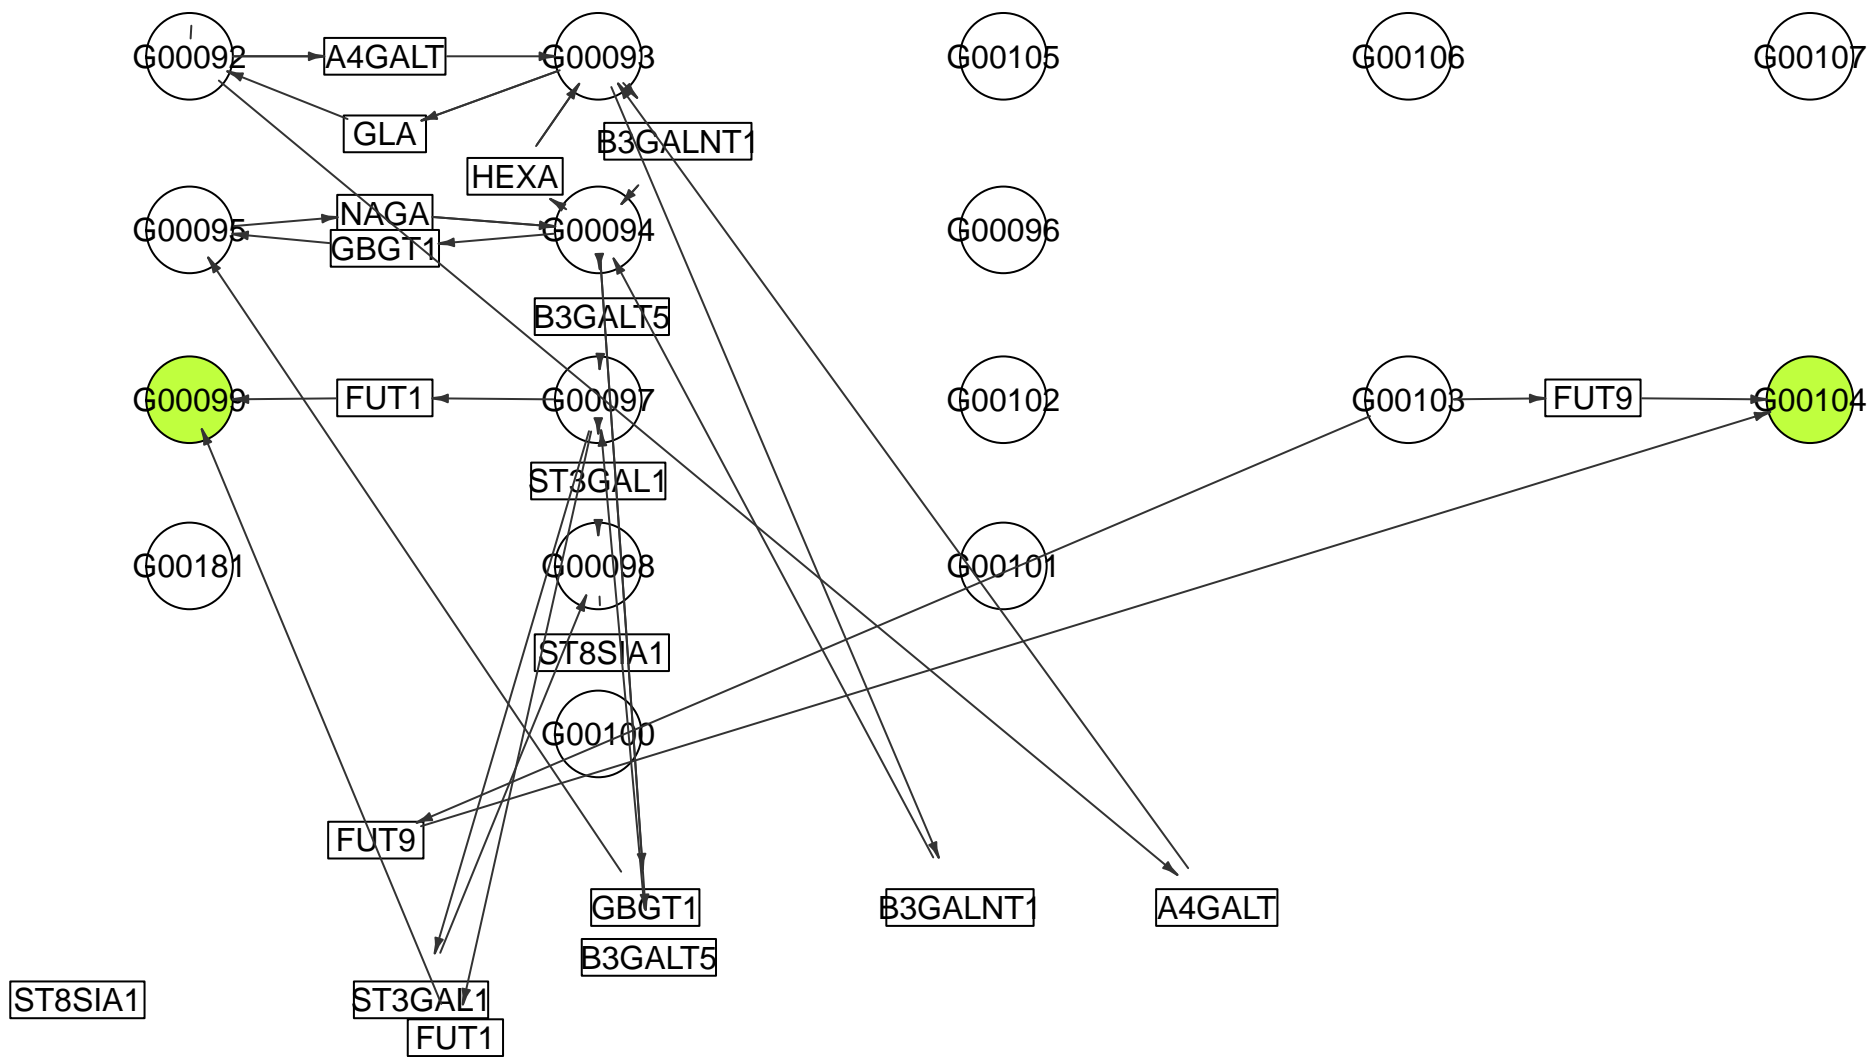 G00092
A4GALT
G00093
G00105
G00106
G00107
GLA
B3GALNT1
HEXA
NAGA
G00095
G00094
G00096
GBGT1
B3GALT5
G00099
FUT1
G00097
G00102
G00103
FUT9
G00104
ST3GAL1
G00181
G00098
G00101
ST8SIA1
G00100
FUT9
GBGT1
B3GALNT1
A4GALT
B3GALT5
ST8SIA1
ST3GAL1
FUT1